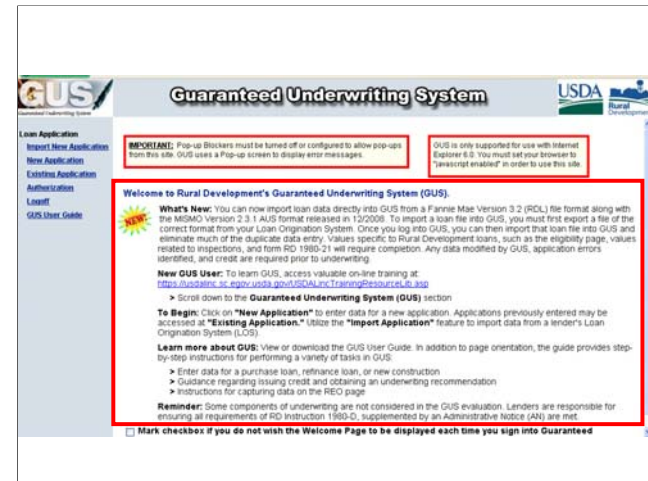 GUS
Guaranteed Underwriting System
Guaranteed Underwriting System
USDA
Rural
Development
Loan Application
Import New Application
New Application
Existing Application
Authorization
Logoff
GUS User Guide
IMPORTANT: Pop-up Blockers must be turned off or configured to allow pop-ups
from this site. GUS uses a Pop-up screen to display error messages.
GUS is only supported for use with Internet
Explorer 6.0. You must set your browser to
"javascript enabled" in order to use this site.
Welcome to Rural Development's Guaranteed Underwriting System (GUS).
NEW!
What's New: You can now import loan data directly into GUS from a Fannie Mae Version 3.2 (RDL) file format along with
the MISMO Version 2.3.1 AUS format released in 12/2008. To import a loan file into GUS, you must first export a file of the
correct format from your Loan Origination System. Once you log into GUS, you can then import that loan file into GUS and
eliminate much of the duplicate data entry. Values specific to Rural Development loans, such as the eligibility page, values
related to inspections, and form RD 1980-21 will require completion. Any data modified by GUS, application errors
identified, and credit are required prior to underwriting.
New GUS User: To learn GUS, access valuable on-line training at:
https://usdalinc.sc.egov.usda.gov/USDALincTrainingResourceLib.asp
> Scroll down to the Guaranteed Underwriting System (GUS) section
To Begin: Click on "New Application" to enter data for a new application. Applications previously entered may be
accessed at "Existing Application." Utilize the "Import Application" feature to import data from a lender's Loan
Origination System (LOS).
Learn more about GUS: View or download the GUS User Guide. In addition to page orientation, the guide provides step-
by-step instructions for performing a variety of tasks in GUS:
> Enter data for a purchase loan, refinance loan, or new construction
> Guidance regarding issuing credit and obtaining an underwriting recommendation
> Instructions for capturing data on the REO page
Reminder: Some components of underwriting are not considered in the GUS evaluation. Lenders are responsible for
ensuring all requirements of RD Instruction 1980-D, supplemented by an Administrative Notice (AN) are met.
Mark checkbox if you do not wish the Welcome Page to be displayed each time you sign into Guaranteed